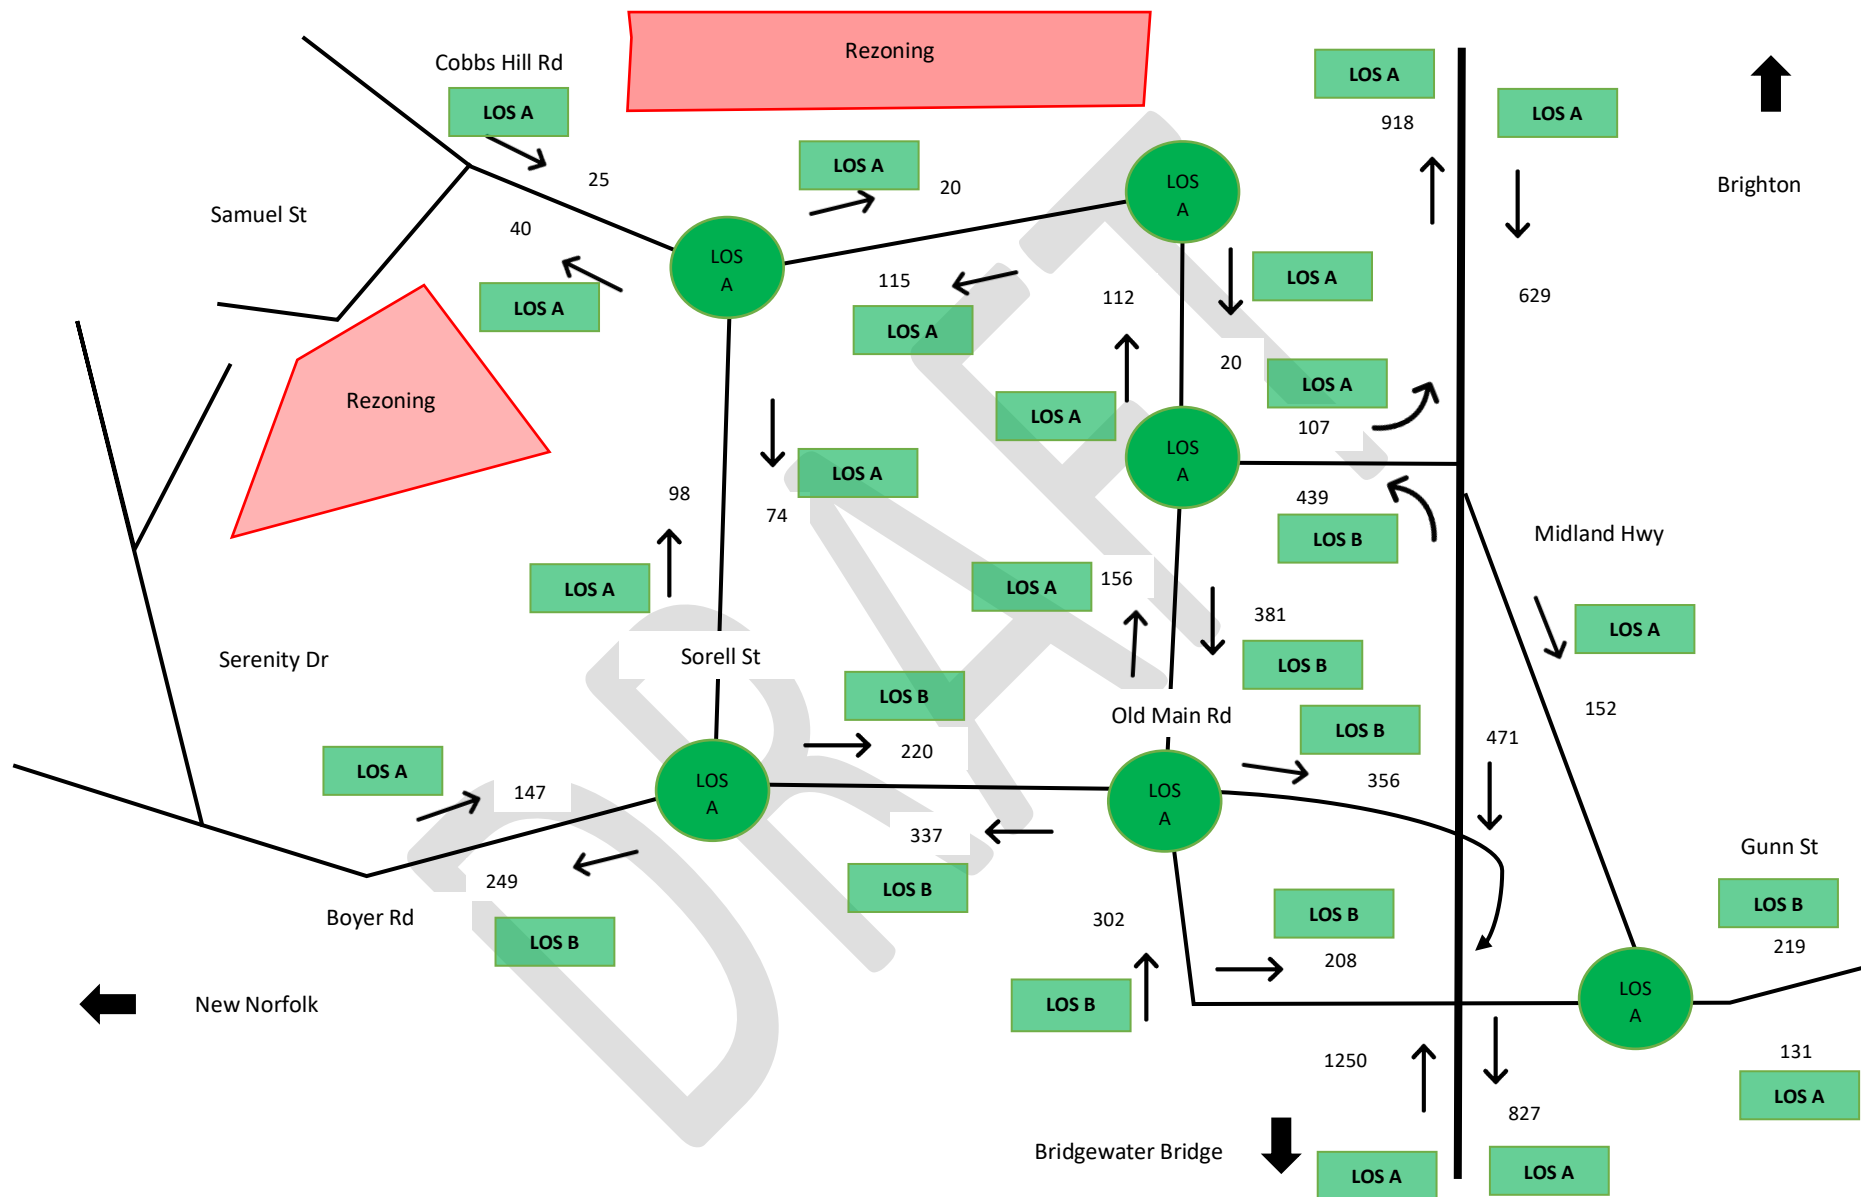 Rezoning
Cobbs Hill Rd
LOS A
LOS A
918
LOS A
Brighton
25
LOS A
20
LOS
A
Samuel St
40
LOS A
LOS
A
115
LOS A
112
LOS A
20
629
Rezoning
LOS A
LOS A
107
LOS
A
98
LOS A
74
439
LOS B
Midland Hwy
LOS A
LOS A
156
381
LOS A
Serenity Dr
Sorell St
LOS B
LOS B
220
Old Main Rd
LOS B
356
471
152
LOS A
147
LOS
A
LOS
A
337
LOS B
249
Boyer Rd
LOS B
302
LOS B
208
Gunn St
LOS B
219
New Norfolk
LOS B
LOS
A
1250
827
131
LOS A
Bridgewater Bridge
LOS A
LOS A
DRAFT